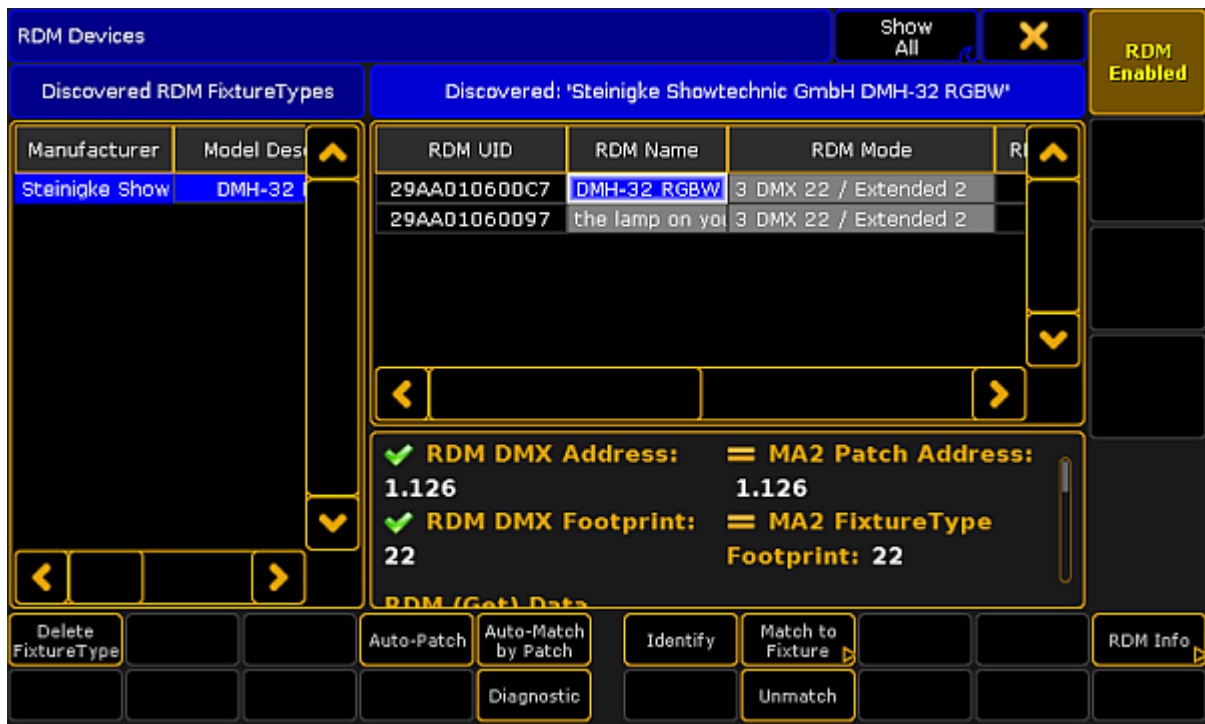 RDM Devices
Show
All
RDM
Enabled
Discovered RDM FixtureTypes
Discovered: 'Steinigke Showtechnic GmbH DMH-32 RGBW'
Manufacturer
Model Des
RDM UID
RDM Name
RDM Mode
Steinigke Show
DMH-32
29AA010600C7
DMH-32 RGBW
3 DMX 22 / Extended 2
29AA01060097
the lamp on you
3 DMX 22 / Extended 2
RDM DMX Address:
= MA2 Patch Address:
1.126
1.126
RDM DMX Footprint:
= MA2 FixtureType
22
Footprint: 22
RDM (Get) Data
Delete
FixtureType
Auto-Patch
Auto-Match
by Patch
Identify
Match to
Fixture
RDM Info
Diagnostic
Unmatch